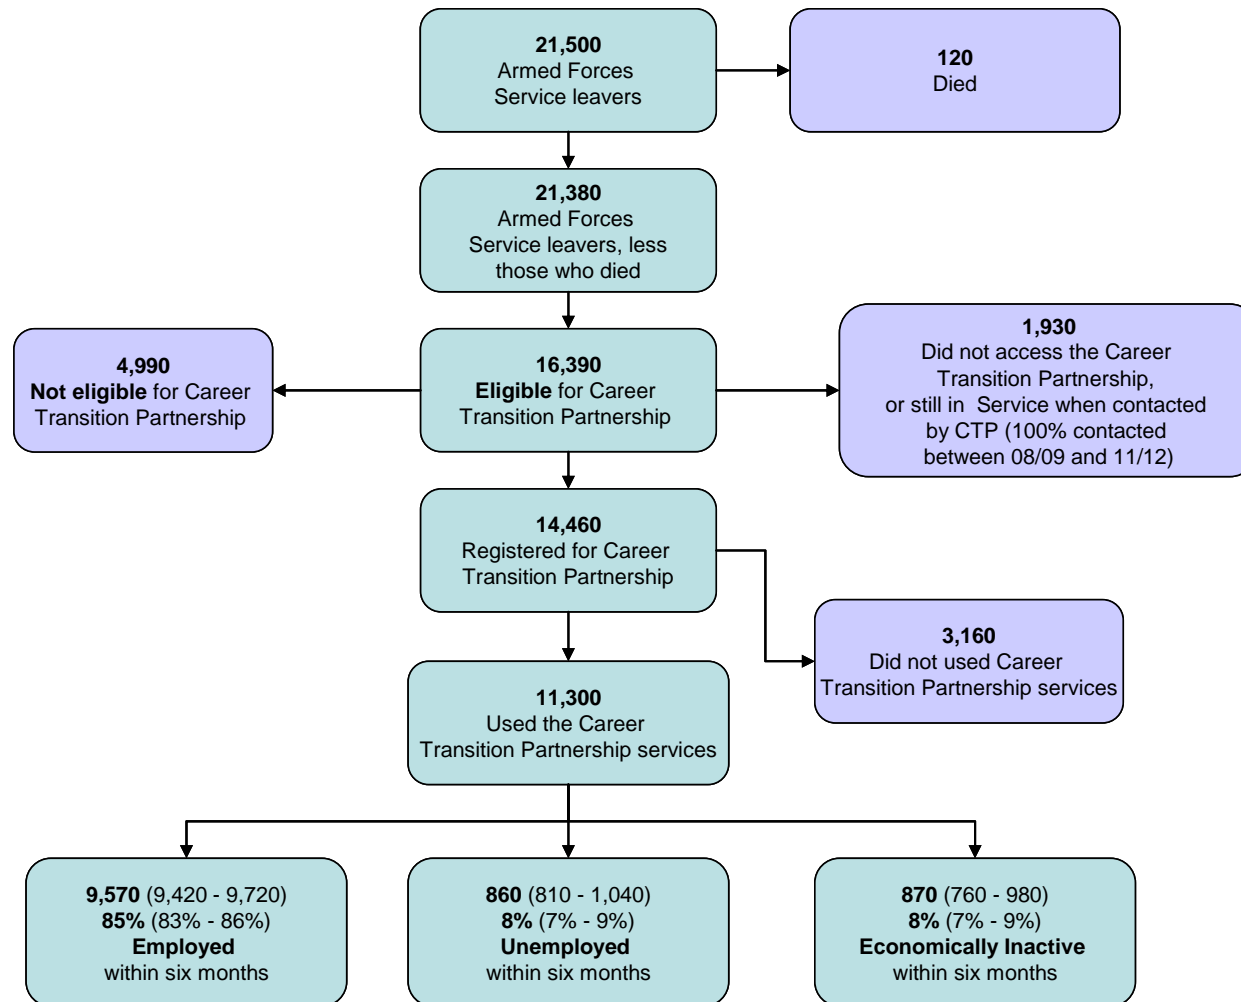 21,500
Armed Forces
Service leavers
120
Died
21,380
Armed Forces
Service leavers, less
those who died
4,990
Not eligible for Career
Transition Partnership
16,390
Eligible for Career
Transition Partnership
1,930
Did not access the Career
Transition Partnership,
or still in Service when contacted
by CTP (100% contacted
between 08/09 and 11/12)
14,460
Registered for Career
Transition Partnership
3,160
Did not used Career
Transition Partnership services
11,300
Used the Career
Transition Partnership services
9,570 (9,420 - 9,720)
85% (83% - 86%)
Employed
within six months
860 (810 - 1,040)
8% (7% - 9%)
Unemployed
within six months
870 (760 - 980)
8% (7% - 9%)
Economically Inactive
within six months